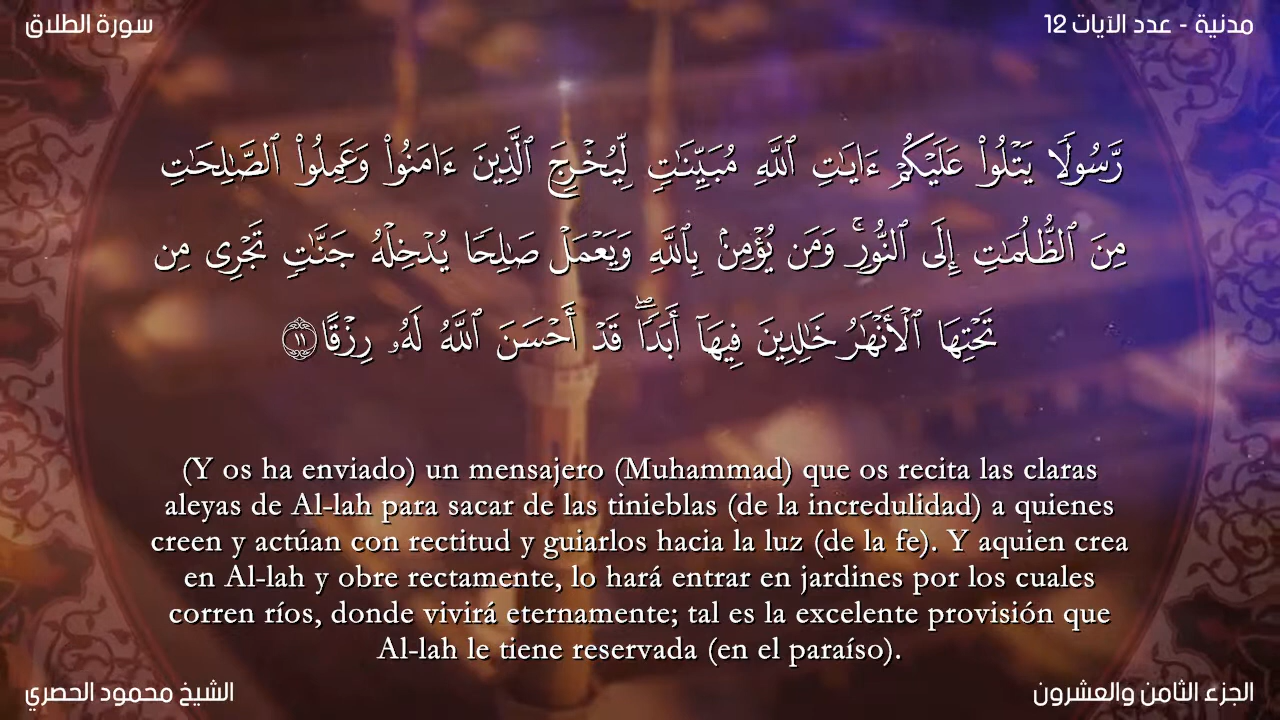 سورة الطلاق
مدنية - عدد الآيات 12
رَّسُولًا يَتْلُوا۟ عَلَيْكُمْ ءَايَـٰتِ ٱللَّهِ مُبَيِّنَـٰتٍ لِّيُخْرِجَ ٱلَّذِينَ ءَامَنُوا۟ وَعَمِلُوا۟ ٱلصَّـٰلِحَـٰتِ
مِنَ ٱلظُّلُمَـٰتِ إِلَى ٱلنُّورِ ۚ وَمَن يُؤْمِنۢ بِٱللَّهِ وَيَعْمَلْ صَـٰلِحًا يُدْخِلْهُ جَنَّـٰتٍ تَجْرِى مِن
تَحْتِهَا ٱلْأَنْهَـٰرُ خَـٰلِدِينَ فِيهَآ أَبَدًا ۖ قَدْ أَحْسَنَ ٱللَّهُ لَهُۥ رِزْقًا ١١
(Y os ha enviado) un mensajero (Muhammad) que os recita las claras
aleyas de Al-lah para sacar de las tinieblas (de la incredulidad) a quienes
creen y actúan con rectitud y guiarlos hacia la luz (de la fe). Y aquien crea
en Al-lah y obre rectamente, lo hará entrar en jardines por los cuales
corren ríos, donde vivirá eternamente; tal es la excelente provisión que
Al-lah le tiene reservada (en el paraíso).
الشيخ محمود الحصري
الجزء الثامن والعشرون